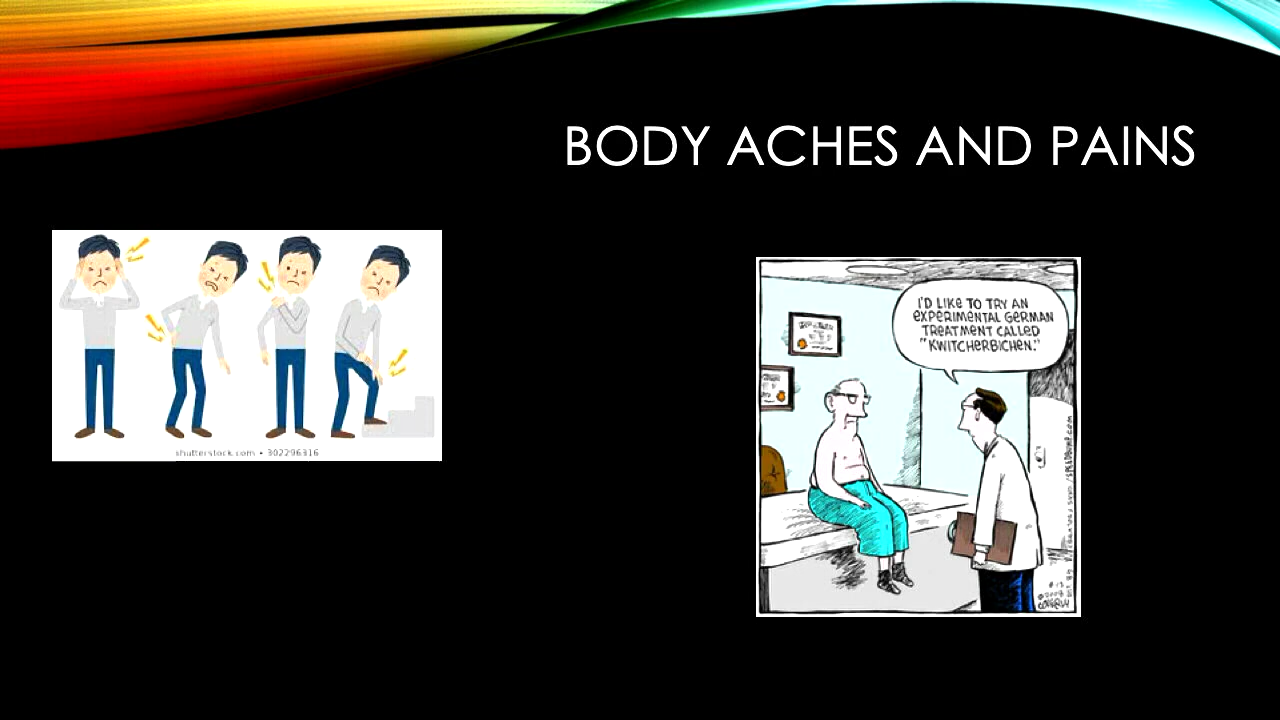 BODY ACHES AND PAINS
shutterstock.com • 302296316
I'D LIKE TO TRY AN
EXPERIMENTAL GERMAN
TREATMENT CALLED
"KWITCHERBICHEN."